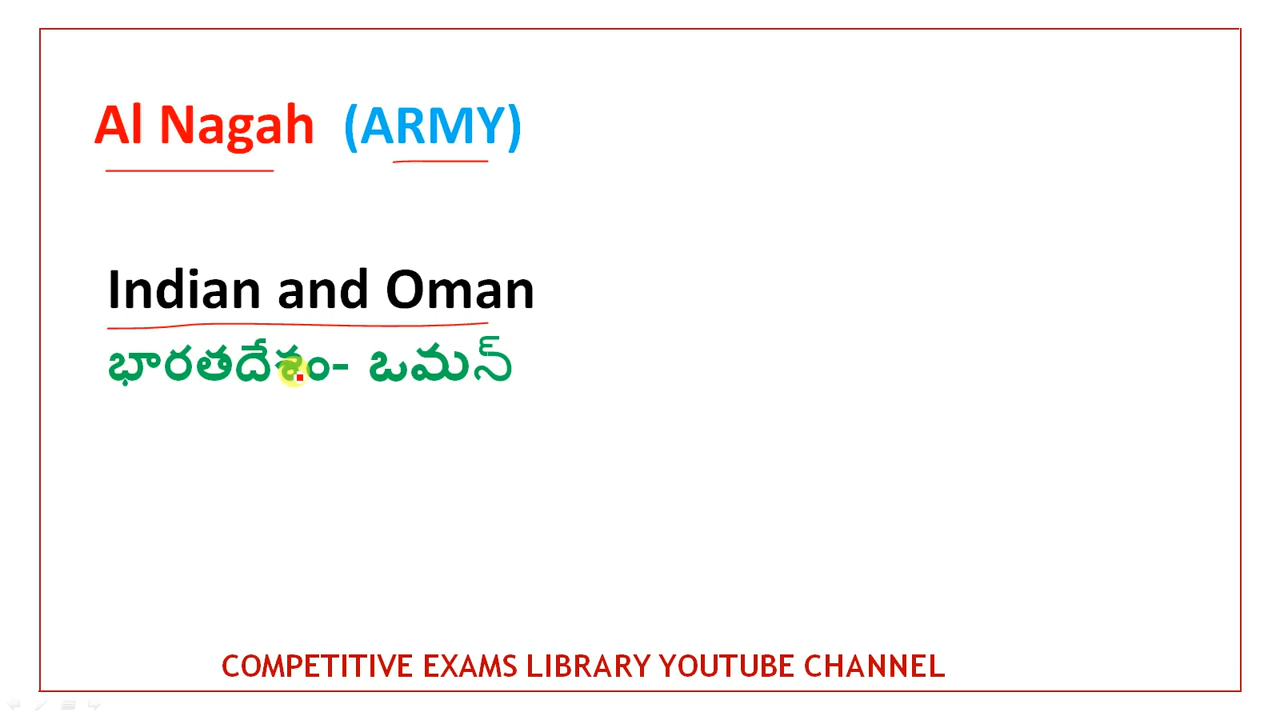 Al Nagah (ARMY)
Indian and Oman
భారతదేశం- ఒమన్
COMPETITIVE EXAMS LIBRARY YOUTUBE CHANNEL